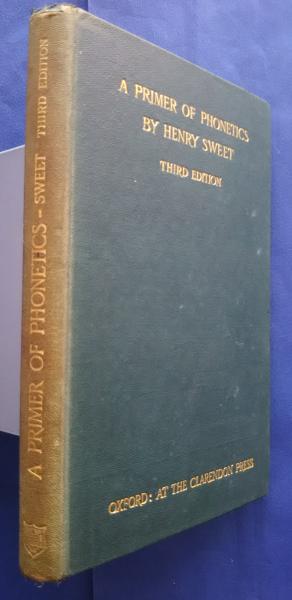 A PRIMER OF PHONETICS
BY HENRY SWEET
THIRD EDITION
OXFORD: AT THE CLARENDON PRESS
A PRIMER OF PHONETICS – SWEET THIRD EDITION